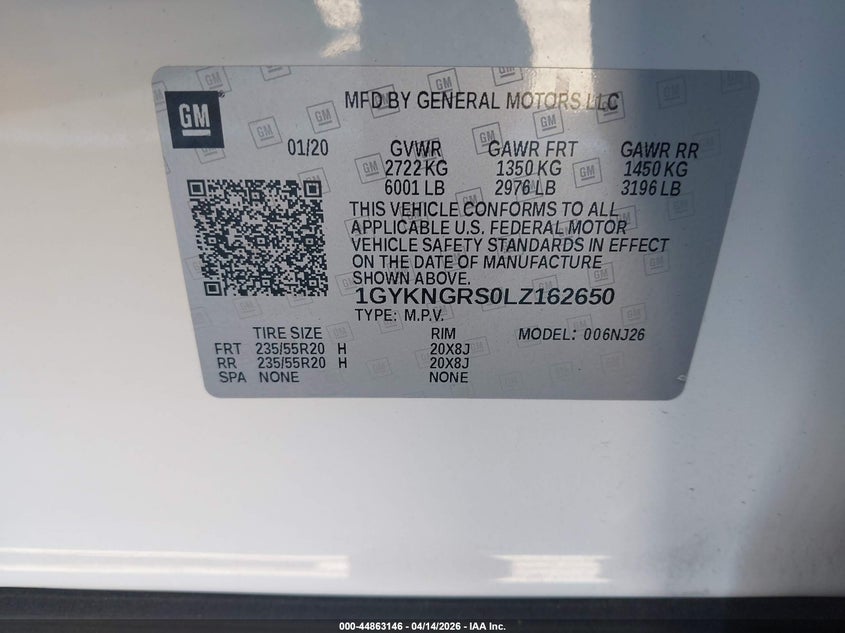 GM
MFD BY GENERAL MOTORS LLC
01/20 GVWR GAWR FRT GAWR RR
2722 KG 1350 KG 1450 KG
6001 LB 2976 LB 3196 LB
THIS VEHICLE CONFORMS TO ALL
APPLICABLE U.S. FEDERAL MOTOR
VEHICLE SAFETY STANDARDS IN EFFECT
ON THE DATE OF MANUFACTURE
SHOWN ABOVE.
1GYKNGRS0LZ162650
TYPE: M.P.V.
TIRE SIZE RIM MODEL: 006NJ26
FRT 235/55R20 H 20X8J
RR 235/55R20 H 20X8J
SPA NONE NONE
000-44863146 | 04/14/2026 | IAA Inc.